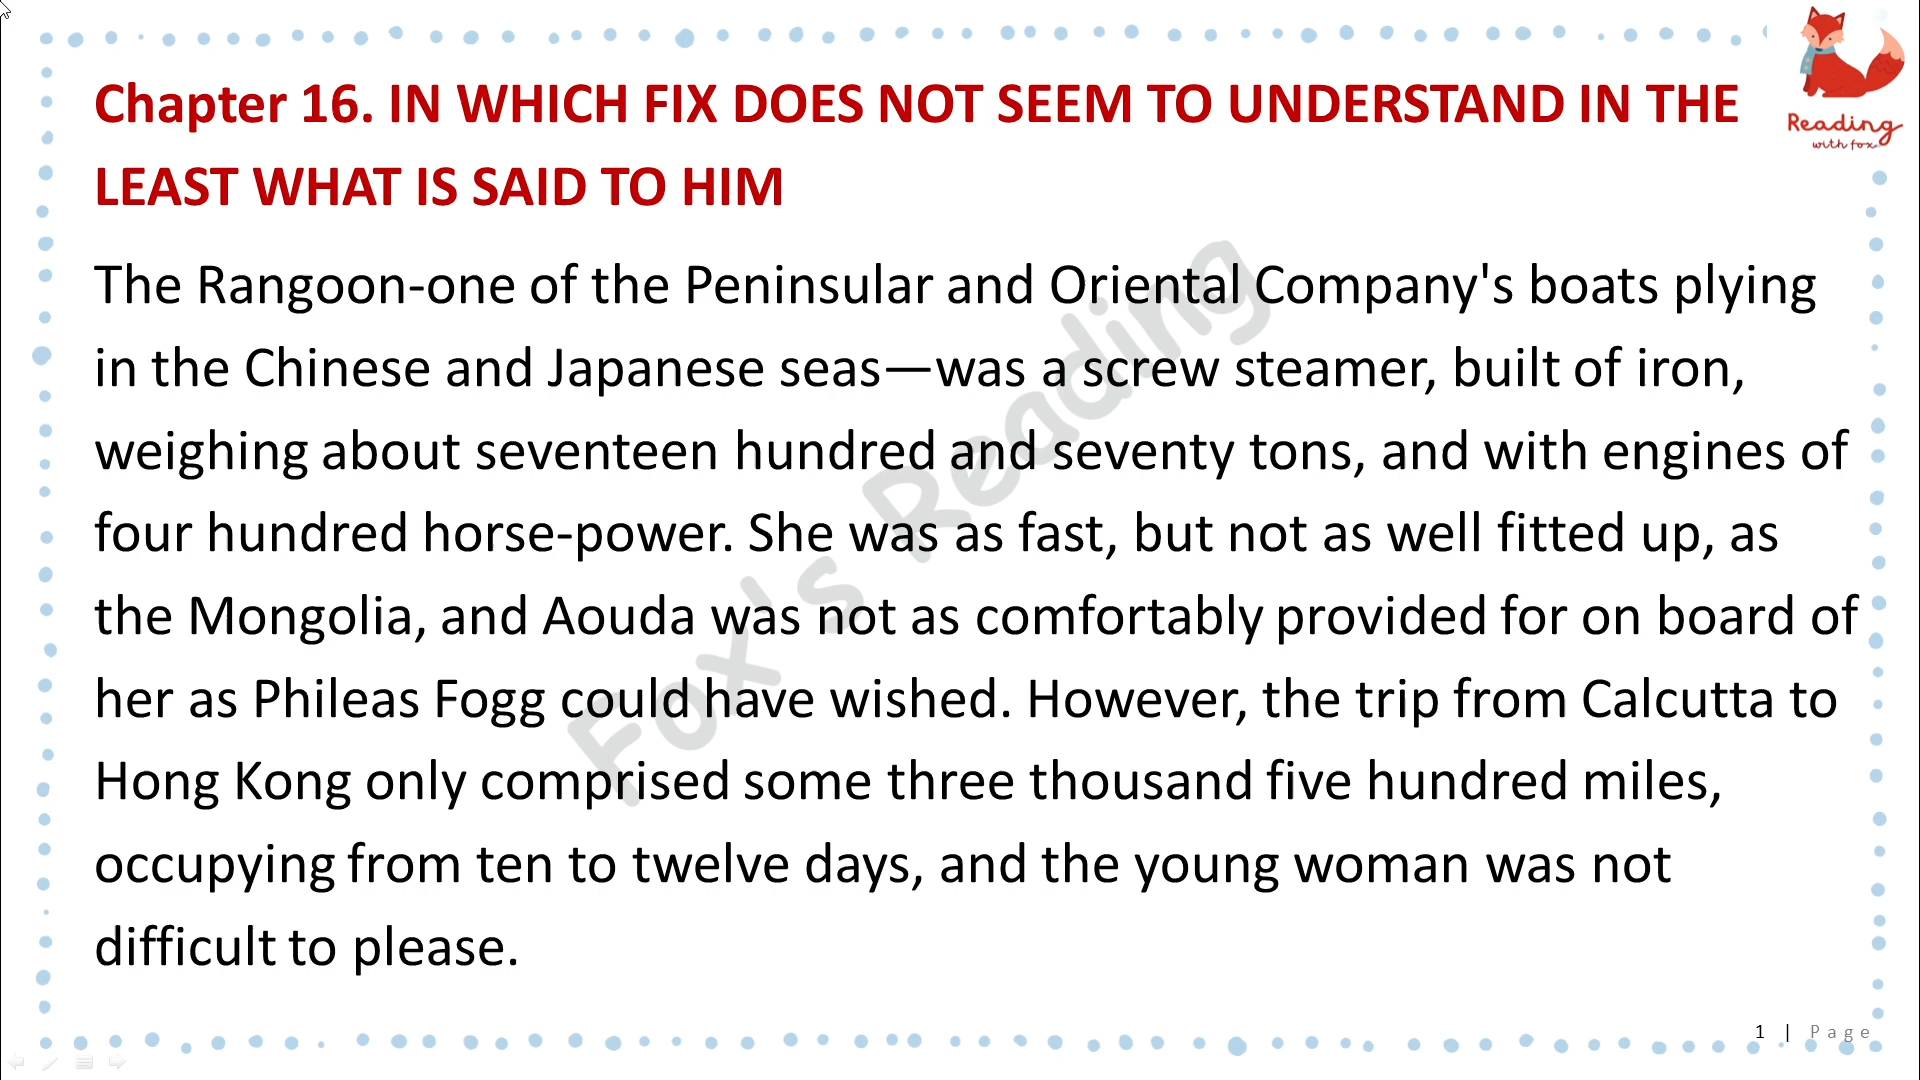 Chapter 16. IN WHICH FIX DOES NOT SEEM TO UNDERSTAND IN THE
LEAST WHAT IS SAID TO HIM
Reading
with fox
The Rangoon-one of the Peninsular and Oriental Company's boats plying
in the Chinese and Japanese seas—was a screw steamer, built of iron,
weighing about seventeen hundred and seventy tons, and with engines of
four hundred horse-power. She was as fast, but not as well fitted up, as
the Mongolia, and Aouda was not as comfortably provided for on board of
her as Phileas Fogg could have wished. However, the trip from Calcutta to
Hong Kong only comprised some three thousand five hundred miles,
occupying from ten to twelve days, and the young woman was not
difficult to please.
Fox's Reading
1 | Page